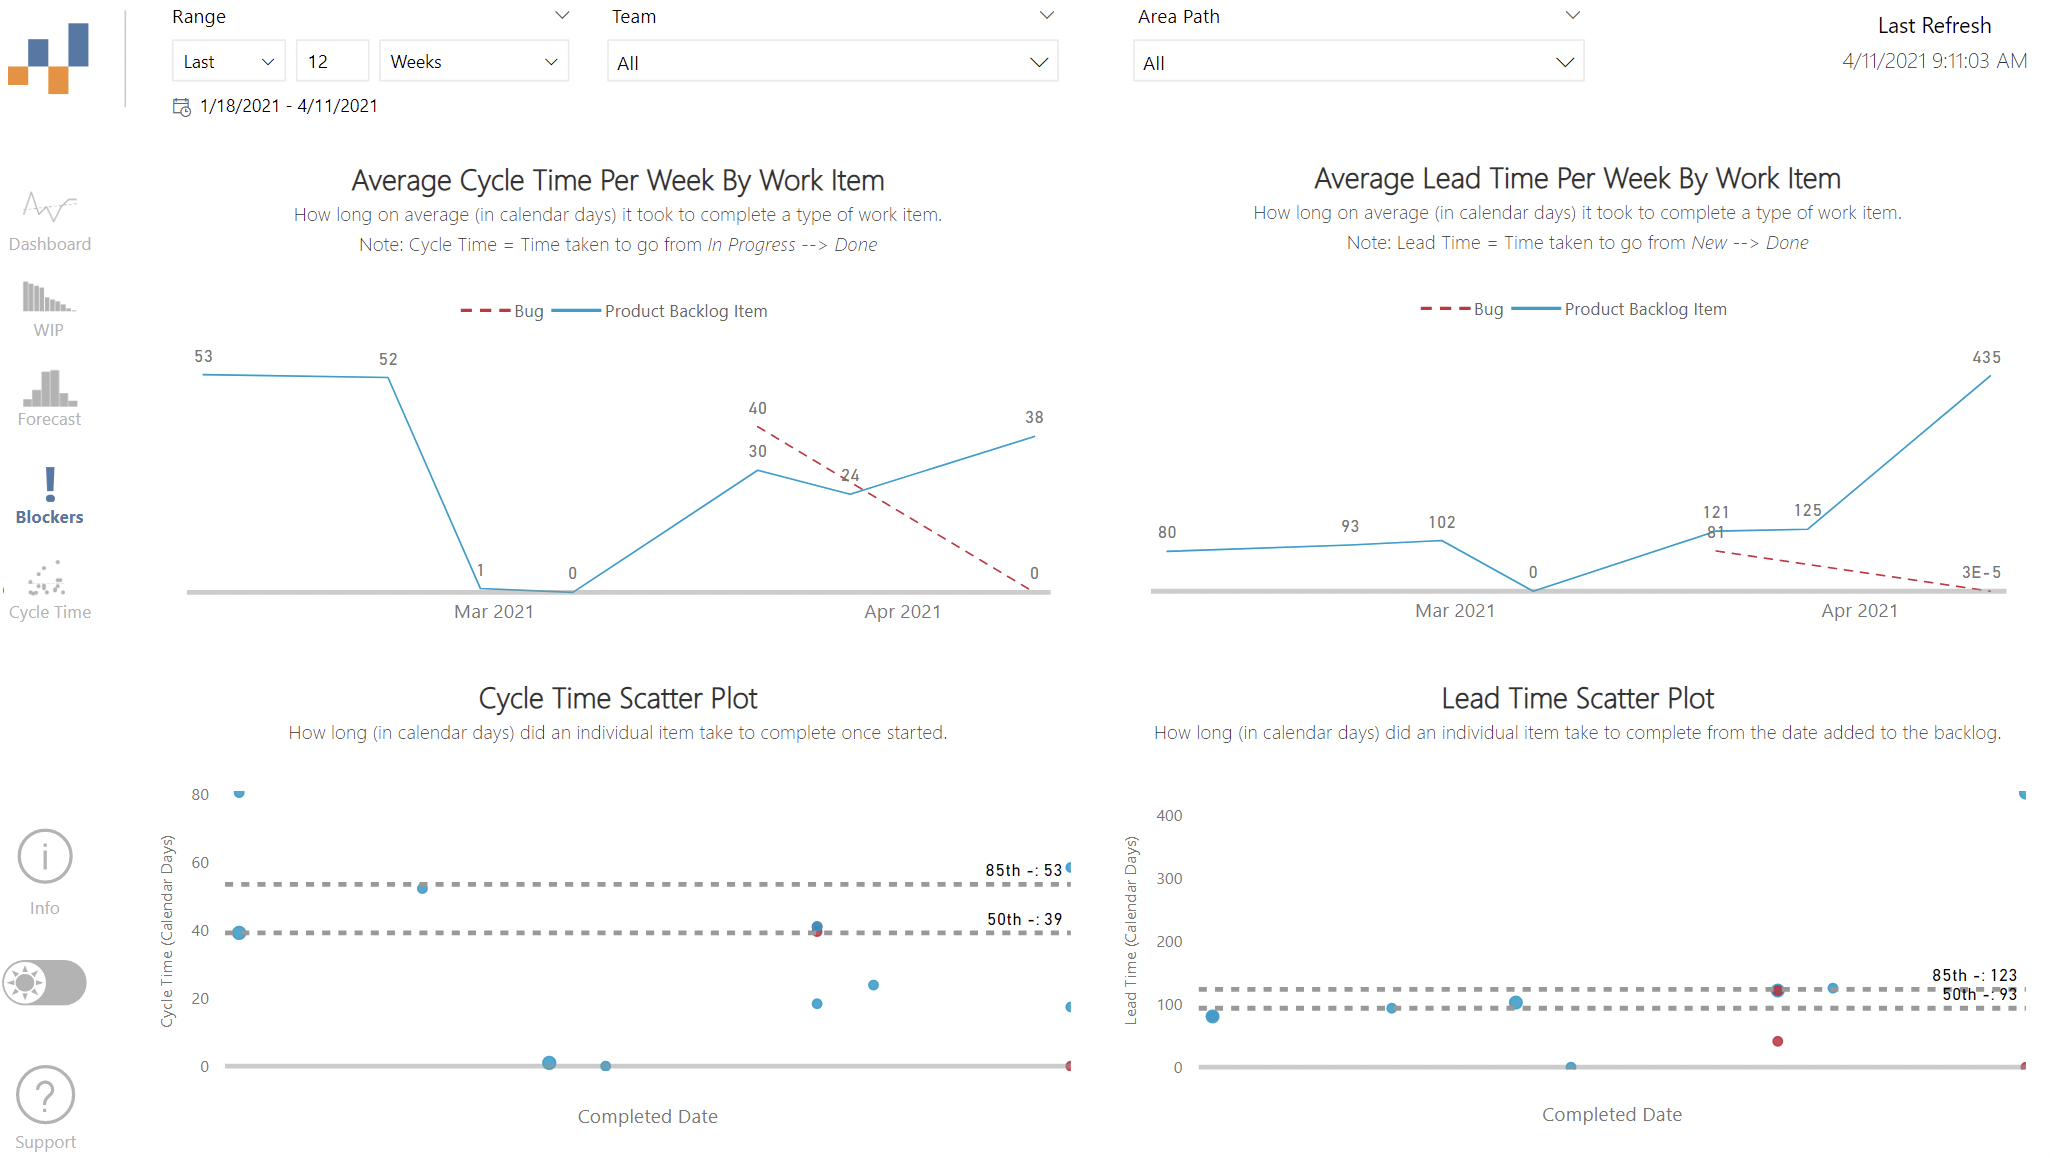 Range
Team
Area Path
Last Refresh
Last
12
Weeks
All
All
4/11/2021 9:11:03 AM
1/18/2021 - 4/11/2021
Dashboard
WIP
Forecast
Blockers
Cycle Time
Info
Support
Average Cycle Time Per Week By Work Item
How long on average (in calendar days) it took to complete a type of work item.
Note: Cycle Time = Time taken to go from In Progress --> Done
Bug
Product Backlog Item
53
52
1
0
40
30
24
38
0
Mar 2021
Apr 2021
Average Lead Time Per Week By Work Item
How long on average (in calendar days) it took to complete a type of work item.
Note: Lead Time = Time taken to go from New --> Done
Bug
Product Backlog Item
80
93
102
0
121
81
125
435
3E-5
Mar 2021
Apr 2021
Cycle Time Scatter Plot
How long (in calendar days) did an individual item take to complete once started.
Cycle Time (Calendar Days)
80
60
40
20
0
85th -: 53
50th -: 39
Completed Date
Lead Time Scatter Plot
How long (in calendar days) did an individual item take to complete from the date added to the backlog.
Lead Time (Calendar Days)
400
300
200
100
0
85th -: 123
50th -: 93
Completed Date